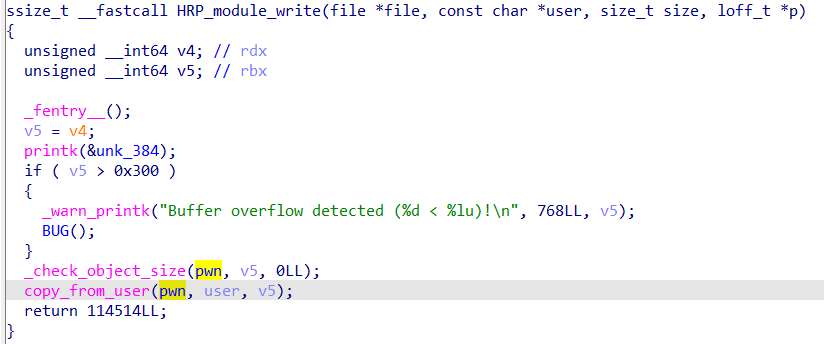 ssize_t __fastcall HRP_module_write(file *file, const char *user, size_t size, loff_t *p)
{
  unsigned __int64 v4; // rdx
  unsigned __int64 v5; // rbx

  _fentry__();
  v5 = v4;
  printk(&unk_384);
  if ( v5 > 0x300 )
  {
    _warn_printk("Buffer overflow detected (%d < %lu)!\n", 768LL, v5);
    BUG();
  }
  _check_object_size(pwn, v5, 0LL);
  copy_from_user(pwn, user, v5);
  return 114514LL;
}